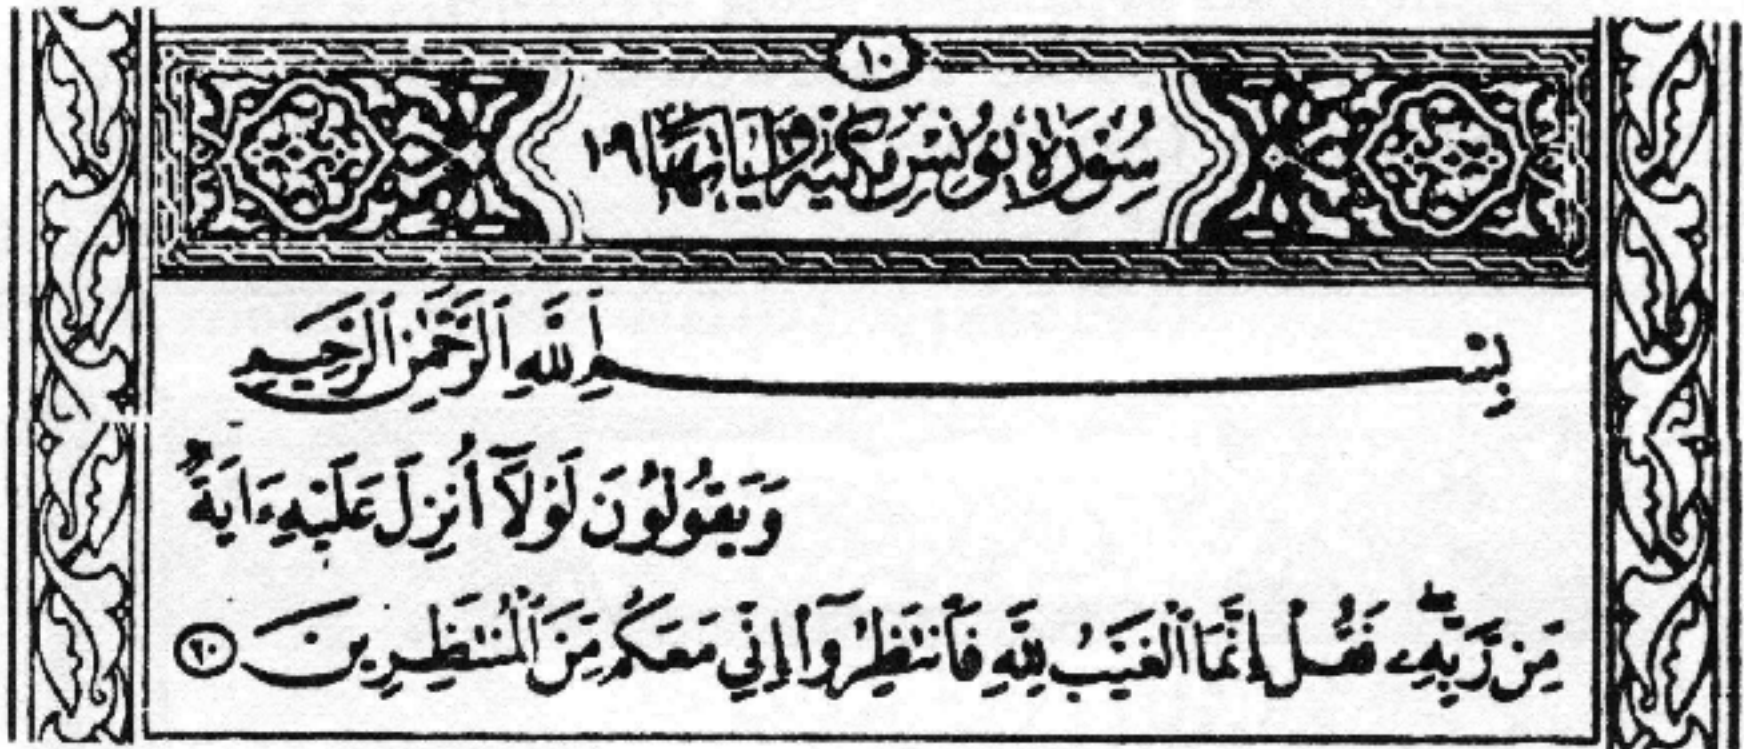 ١٠
سُورَةُ يُونُسَ مَكِّيَّة وَآيَاتُهَا ١٠٩
بِسْمِ ٱللَّهِ ٱلرَّحْمَٰنِ ٱلرَّحِيمِ
وَيَقُولُونَ لَوْلَآ أُنزِلَ عَلَيْهِ ءَايَةٌ
مِّن رَّبِّهِۦ فَقُلْ إِنَّمَا ٱلْغَيْبُ لِلَّهِ فَٱنتَظِرُوٓا۟ إِنِّي مَعَكُم مِّنَ ٱلْمُنتَظِرِينَ ٢٠